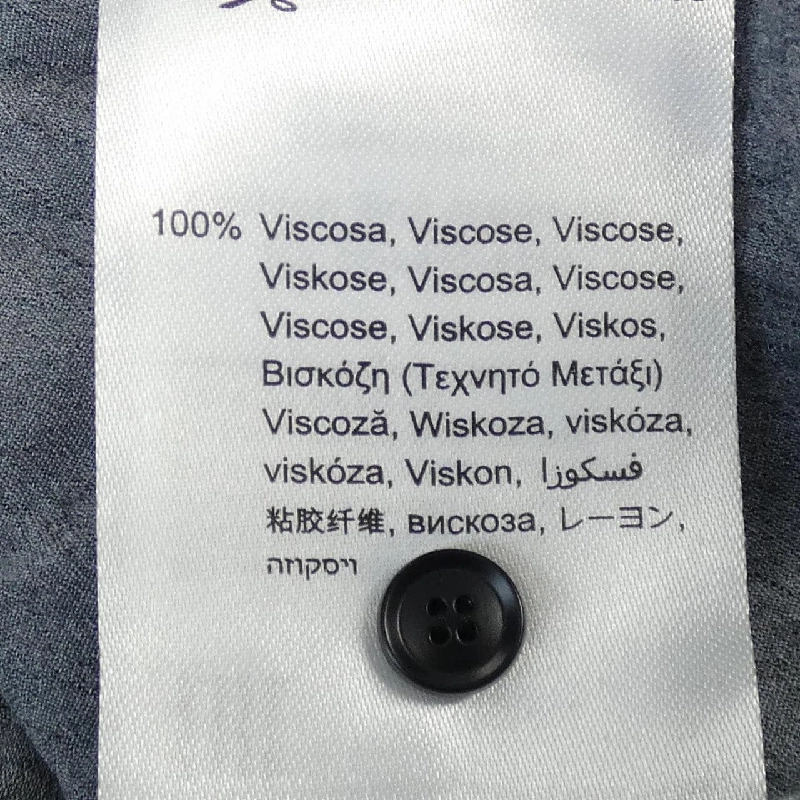 100% Viscosa, Viscose, Viscose,
Viskose, Viscosa, Viscose,
Viscose, Viskose, Viskos,
Βισκόζη (Τεχνητό Μετάξι)
Viscoză, Wiskoza, viskóza,
viskóza, Viskon, فسكوزا
粘胶纤维, вискоза, レーヨン,
ויסקוזה